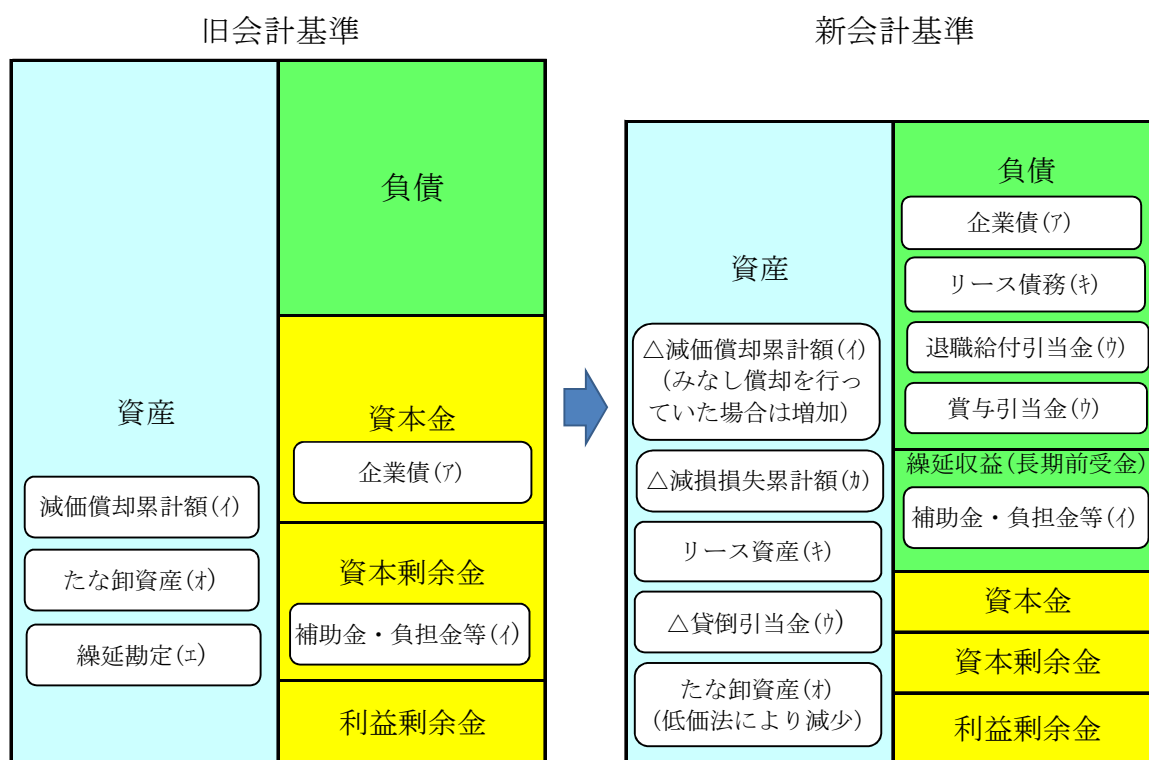 旧会計基準
資産
減価償却累計額(ｲ)
たな卸資産(ｵ)
繰延勘定(ｴ)
負債
資本金
企業債(ｱ)
資本剰余金
補助金・負担金等(ｲ)
利益剰余金
新会計基準
資産
△減価償却累計額(ｲ)
(みなし償却を行っ
ていた場合は増加)
△減損損失累計額(ｶ)
リース資産(ｷ)
△貸倒引当金(ｳ)
たな卸資産(ｵ)
(低価法により減少)
負債
企業債(ｱ)
リース債務(ｷ)
退職給付引当金(ｳ)
賞与引当金(ｳ)
繰延収益(長期前受金)
補助金・負担金等(ｲ)
資本金
資本剰余金
利益剰余金